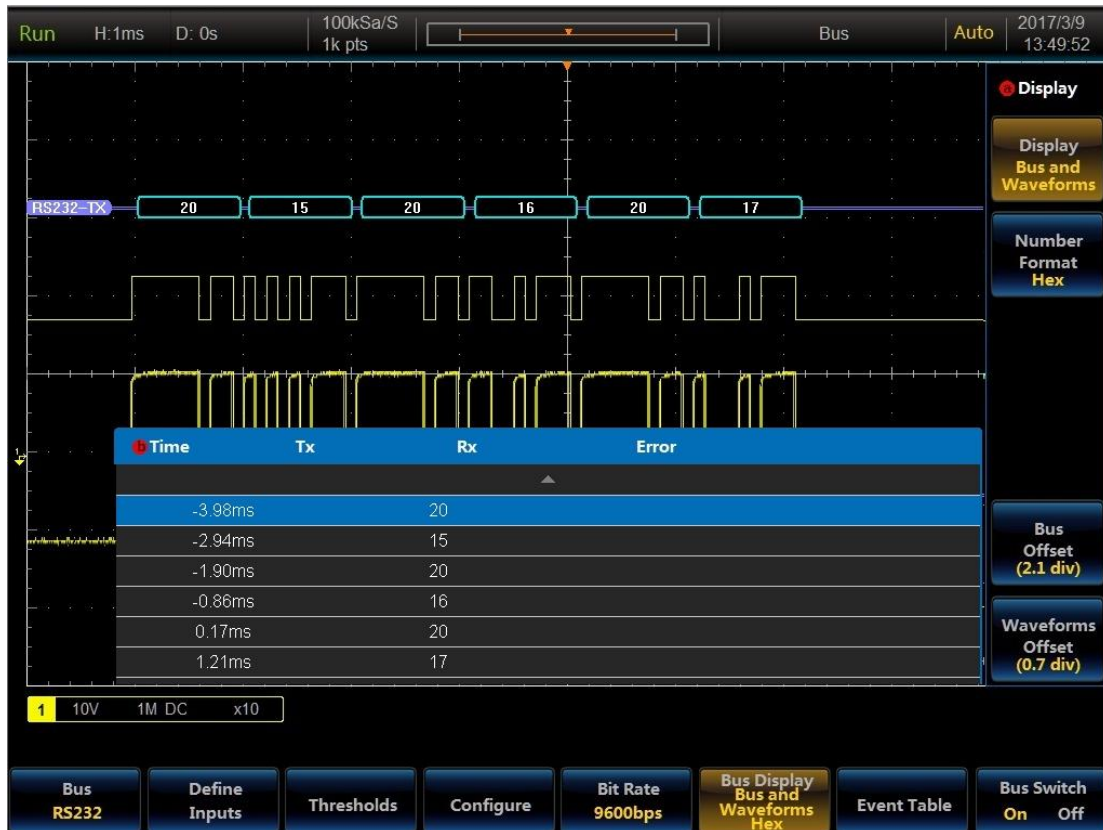 Run H:1ms D: 0s 100kSa/S Bus Auto 2017/3/9
1k pts 13:49:52
a Display
Display
Bus and
Waveforms
RS232-TX 20 15 20 16 20 17
Number
Format
Hex
b Time Tx Rx Error
-3.98ms 20
-2.94ms 15
-1.90ms 20
-0.86ms 16
0.17ms 20
1.21ms 17
1
Bus
Offset
(2.1 div)
Waveforms
Offset
(0.7 div)
1 10V 1M DC x10
Bus
RS232
Define
Inputs
Thresholds
Configure
Bit Rate
9600bps
Bus Display
Bus and
Waveforms
Hex
Event Table
Bus Switch
On Off